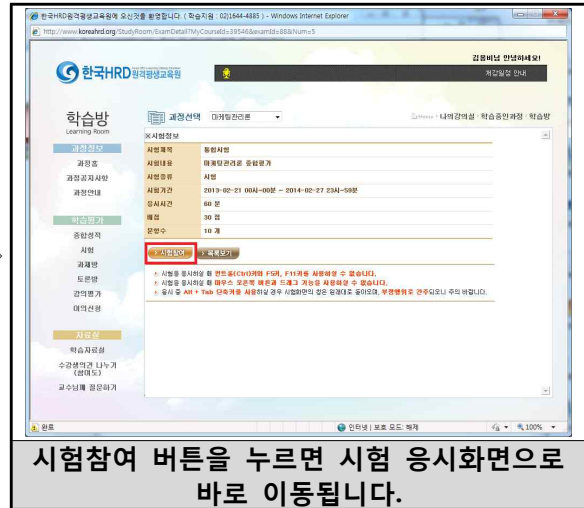 한국HRD원격평생교육원에 오신것을 환영합니다. ( 학습지원 : 02)1644-4885 ) - Windows Internet Explorer
http://www.koreahrd.org/StudyRoom/ExamDetail?MyCourseId=39546&examId=88&Num=5
김응비님 안녕하세요!
한국HRD원격평생교육원
개강일정 안내
학습방
Learning Room
과정선택 마케팅관리론
Home > 나의강의실 > 학습중인과정 > 학습방
※시험정보
과정정보
시험제목 통합시험
과정홈
시험내용 마케팅관리론 종합평가
과정공지사항
시험종류 시험
과정안내
시험기간 2013-02-21 00시-00분 ~ 2014-02-27 23시-59분
응시시간 60 분
학습평가
배점 30 점
종합성적
문항수 10 개
시험
시험참여 목록보기
과제방
시험을 응시하실 때 컨트롤(Ctrl)키와 F5키, F11키를 사용하실 수 없습니다.
토론방
시험을 응시하실 때 마우스 오른쪽 버튼과 드래그 기능을 사용하실 수 없습니다.
강의평가
응시 중 Alt + Tab 단축키를 사용하실 경우 시험화면의 창은 원래대로 돌아오며, 부정행위로 간주되오니 주의 바랍니다.
이의신청
자료실
학습자료실
수강생의견 나누기
(참여도)
교수님께 질문하기
완료
인터넷 | 보호 모드: 해제
100%
시험참여 버튼을 누르면 시험 응시화면으로
바로 이동됩니다.